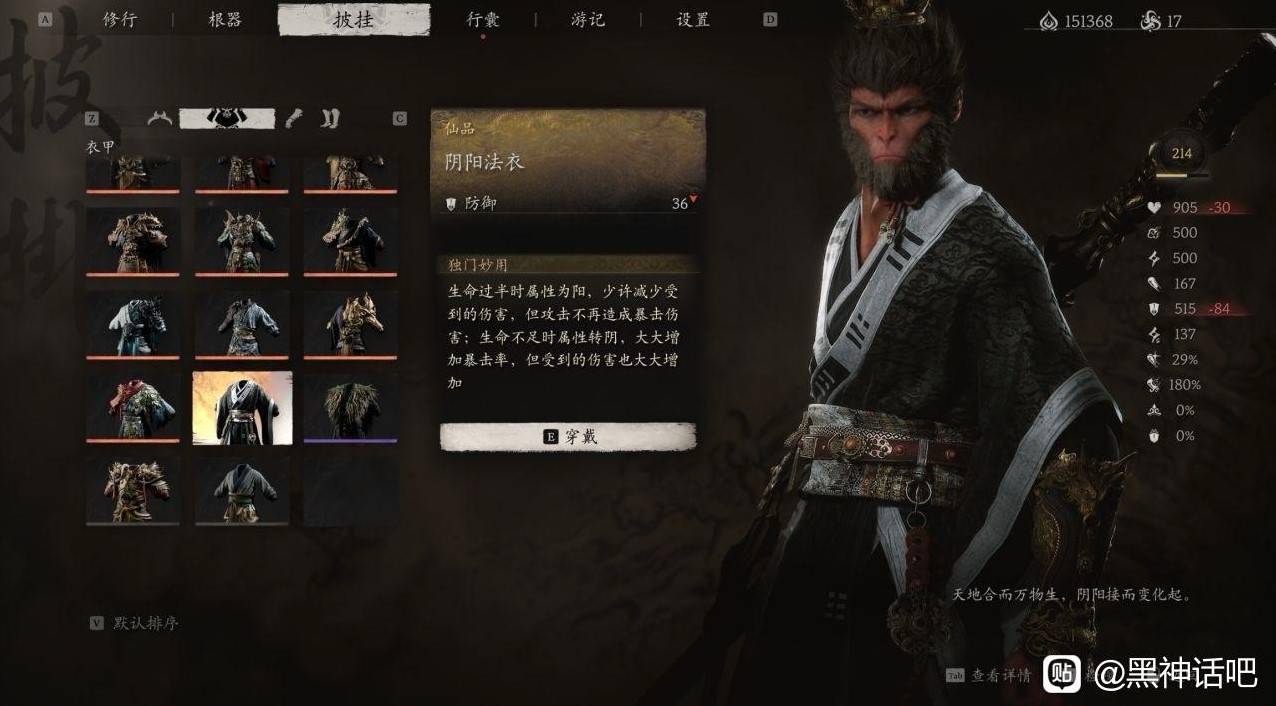 A 修行 根器 披挂 行囊 游记 设置 D
151368 17
披挂
Z C
衣甲
仙品
阴阳法衣
防御 36
独门妙用
生命过半时属性为阳，少许减少受
到的伤害，但攻击不再造成暴击伤
害；生命不足时属性转阴，大大增
加暴击率，但受到的伤害也大大增
加
E 穿戴
214
905 -30
500
500
167
515 -84
137
29%
180%
0%
0%
天地合而万物生，阴阳接而变化起。
V 默认排序
Tab 查看详情
贴 @黑神话吧